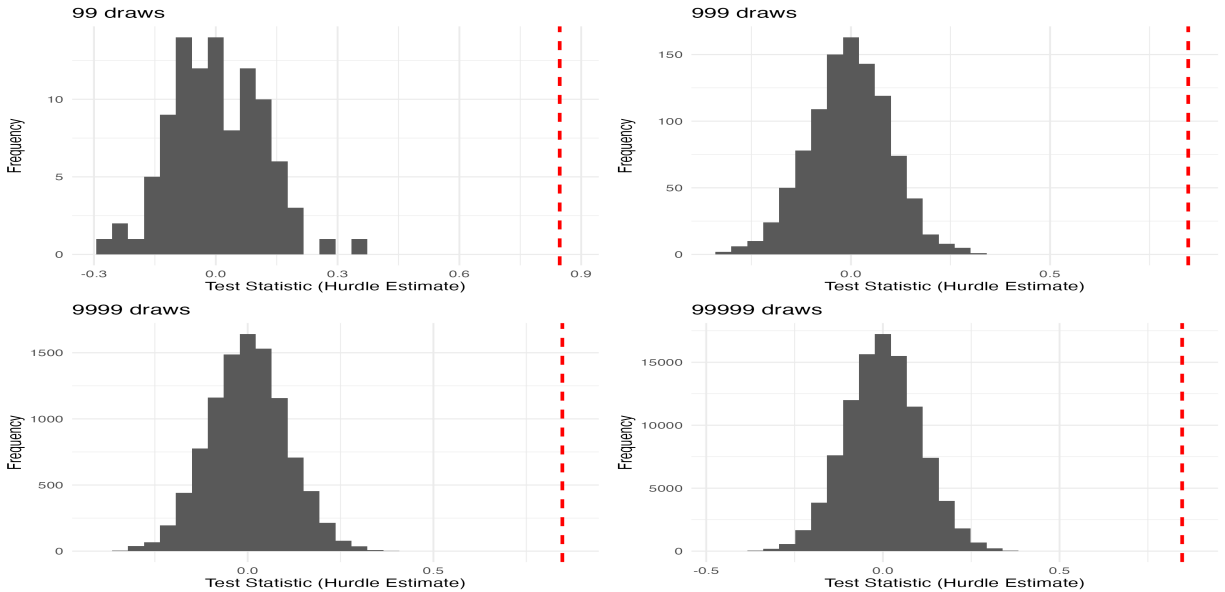 99 draws
Frequency
10
5
0
-0.3 0.0 0.3 0.6 0.9
Test Statistic (Hurdle Estimate)
999 draws
Frequency
150
100
50
0
0.0 0.5
Test Statistic (Hurdle Estimate)
9999 draws
Frequency
1500
1000
500
0
0.0 0.5
Test Statistic (Hurdle Estimate)
99999 draws
Frequency
15000
10000
5000
0
-0.5 0.0 0.5
Test Statistic (Hurdle Estimate)